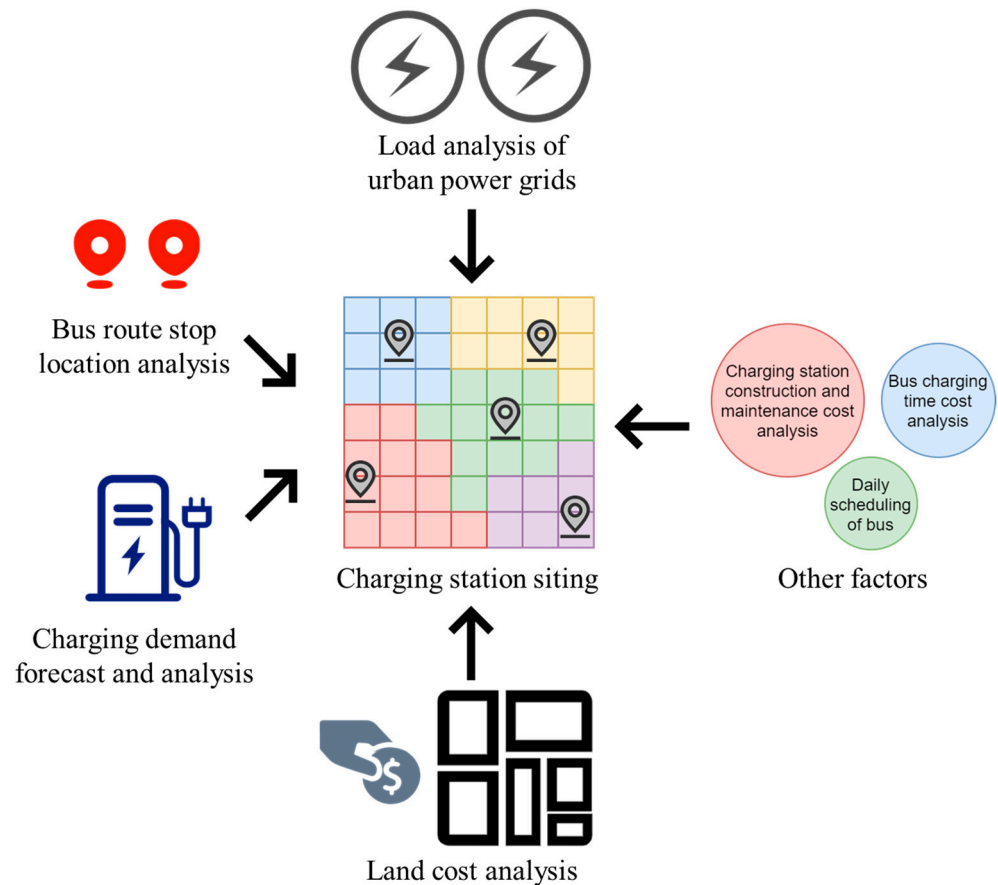 Load analysis of
urban power grids
Bus route stop
location analysis
Charging station
construction and
maintenance cost
analysis
Bus charging
time cost
analysis
Daily
scheduling
of bus
Charging station siting
Other factors
Charging demand
forecast and analysis
$
Land cost analysis